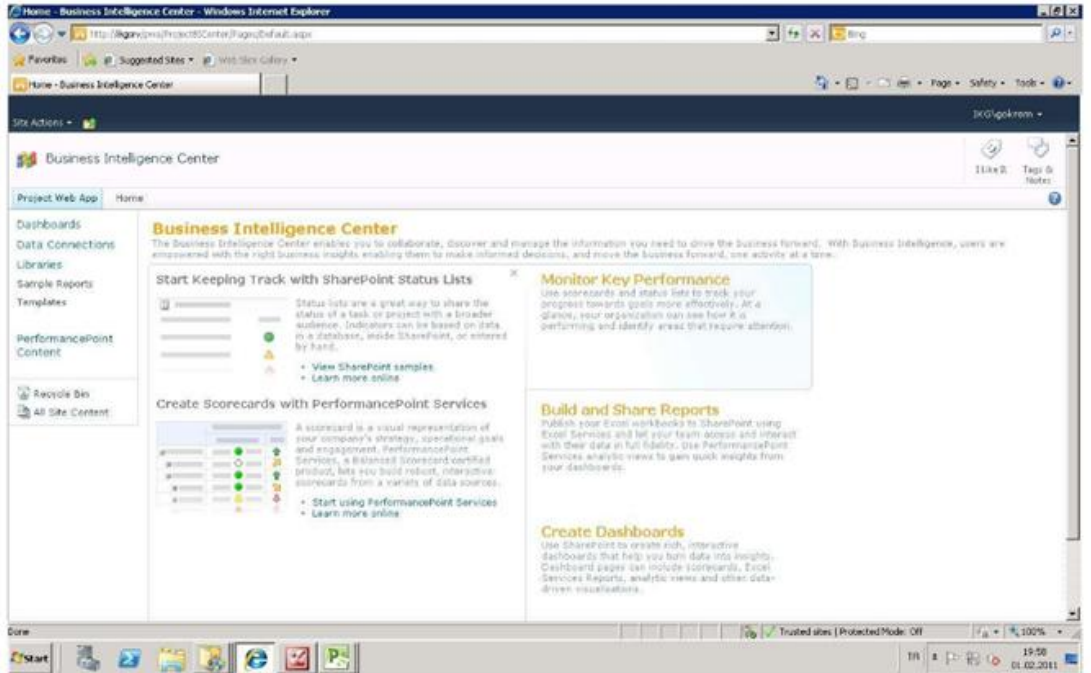 Home - Business Intelligence Center - Windows Internet Explorer
Bing
Favorites Suggested Sites Web Slice Gallery
Home - Business Intelligence Center
Page Safety Tools
Site Actions
IKG\gokrem
Business Intelligence Center
I Like It
Tags &
Notes
Project Web App Home
Dashboards
Data Connections
Libraries
Sample Reports
Templates
PerformancePoint
Content
Recycle Bin
All Site Content
Business Intelligence Center
The Business Intelligence Center enables you to collaborate, discover and manage the information you need to drive the business forward. With Business Intelligence, users are
empowered with the right business insights enabling them to make informed decisions, and move the business forward, one activity at a time.
Start Keeping Track with SharePoint Status Lists
Status lists are a great way to share the
status of a task or project with a broader
audience. Indicators can be based on data
in a database, inside SharePoint, or entered
by hand.
• View SharePoint samples
• Learn more online
Create Scorecards with PerformancePoint Services
A scorecard is a visual representation of
your company's strategy, operational goals
and engagement. PerformancePoint
Services, a Balanced Scorecard certified
product, lets you build robust, interactive
scorecards from a variety of data sources.
• Start using PerformancePoint Services
• Learn more online
Monitor Key Performance
Use scorecards and status lists to track your
progress towards goals more effectively. At a
glance, your organization can see how it is
performing and identify areas that require attention.
Build and Share Reports
Publish your Excel workbooks to SharePoint using
Excel Services and let your team access and interact
with their data in full fidelity. Use PerformancePoint
Services analytic views to gain quick insights from
your dashboards.
Create Dashboards
Use SharePoint to create rich, interactive
dashboards that help you turn data into insights.
Dashboard pages can include scorecards, Excel
Services Reports, analytic views and other data-
driven visualizations.
Done
Trusted sites | Protected Mode: Off
100%
Start
TR
19:58
01.02.2011